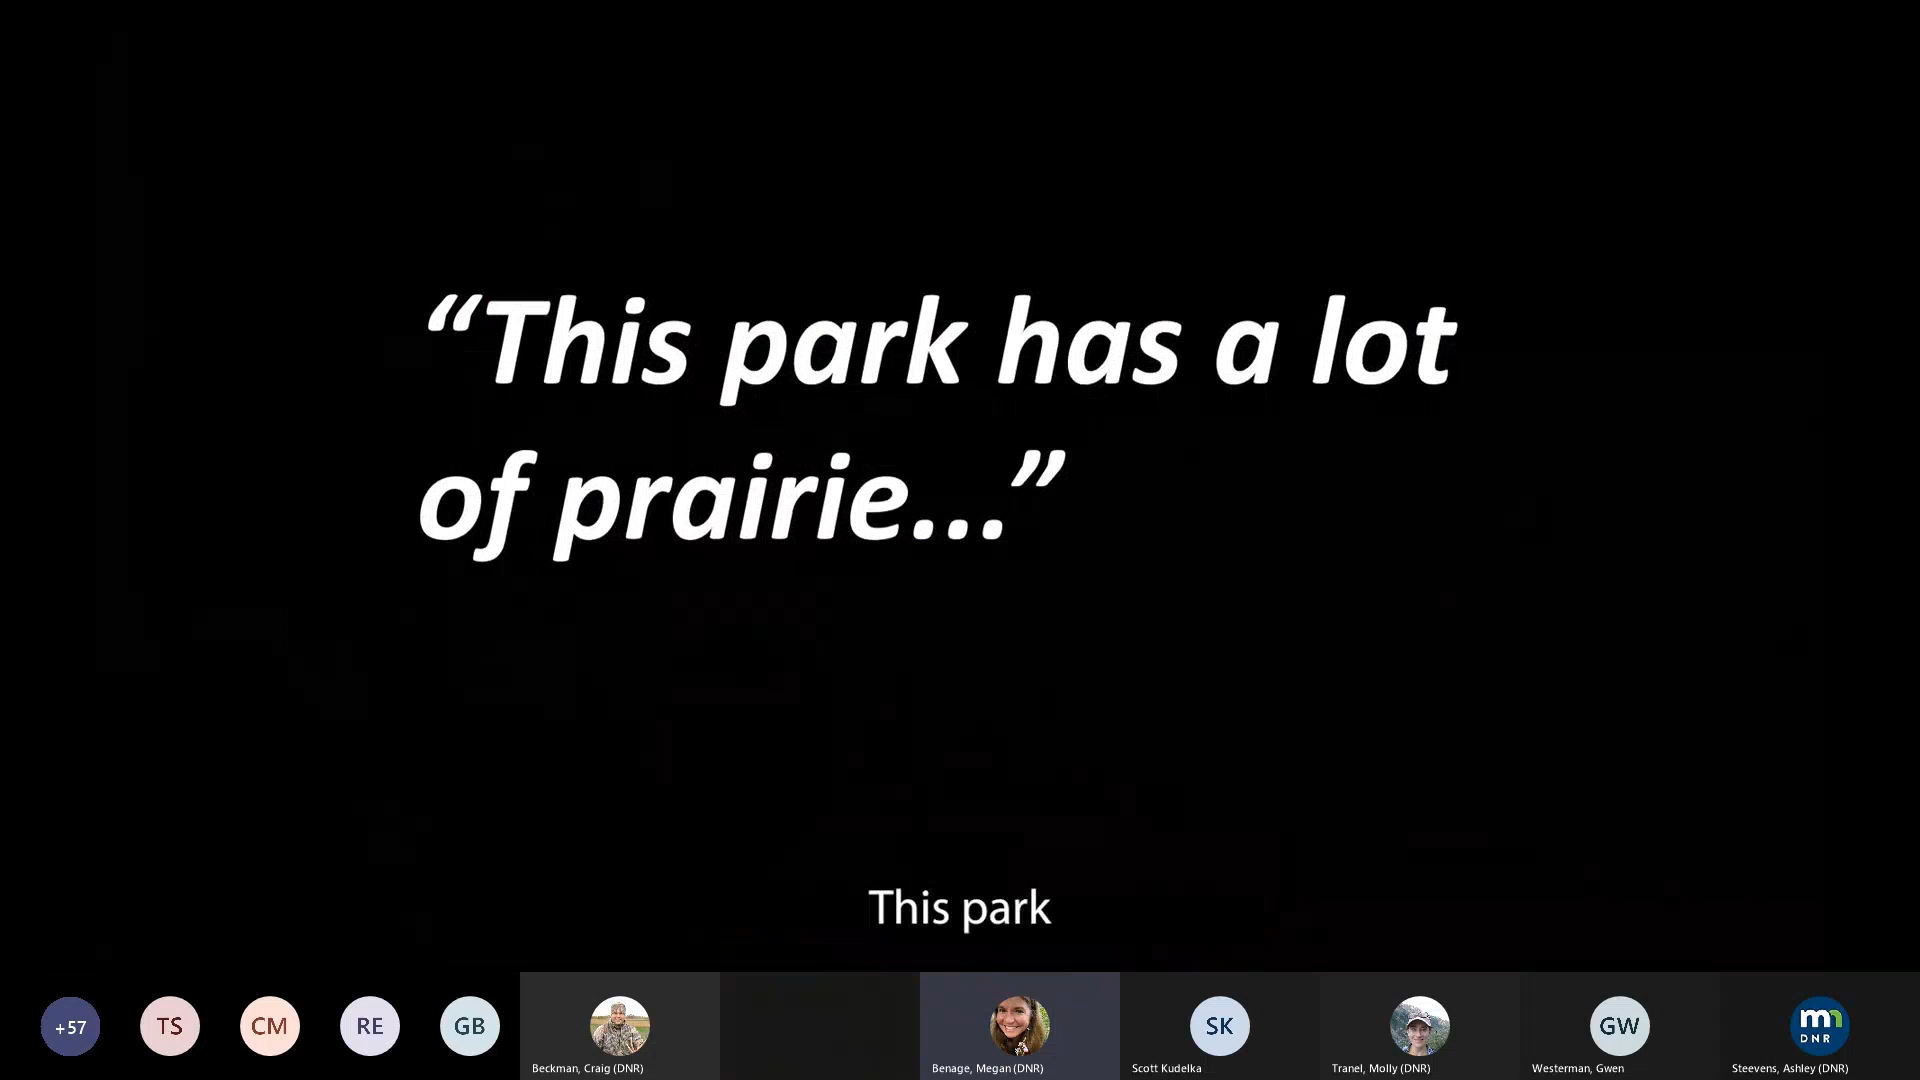 “This park has a lot
of prairie...”
This park
+57
TS
CM
RE
GB
SK
GW
mn
DNR
Beckman, Craig (DNR)
Benage, Megan (DNR)
Scott Kudelka
Tranel, Molly (DNR)
Westerman, Gwen
Steevens, Ashley (DNR)